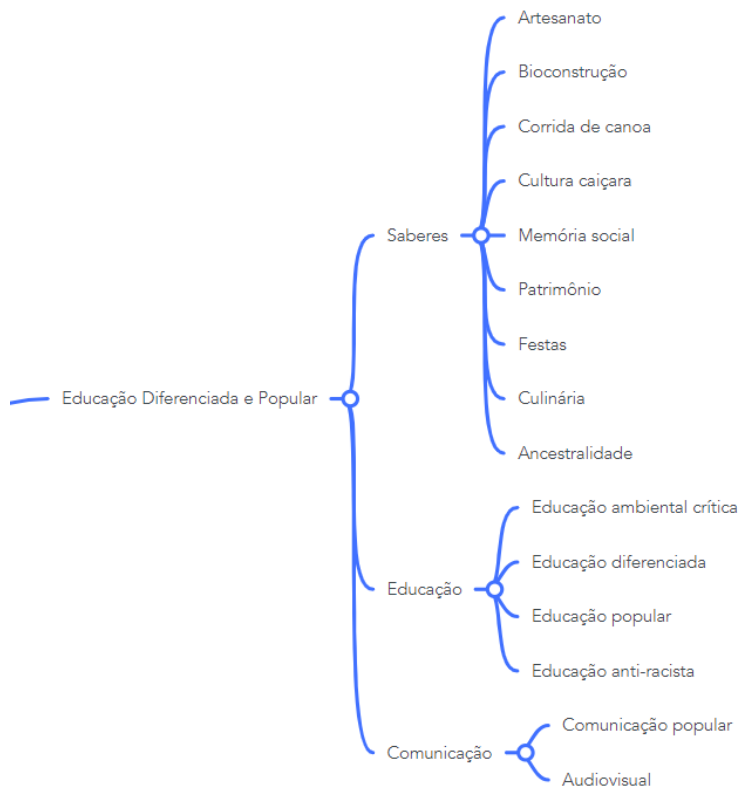 Artesanato
Bioconstrução
Corrida de canoa
Cultura caiçara
Saberes
Memória social
Patrimônio
Festas
Educação Diferenciada e Popular
Culinária
Ancestralidade
Educação ambiental crítica
Educação diferenciada
Educação
Educação popular
Educação anti-racista
Comunicação popular
Comunicação
Audiovisual